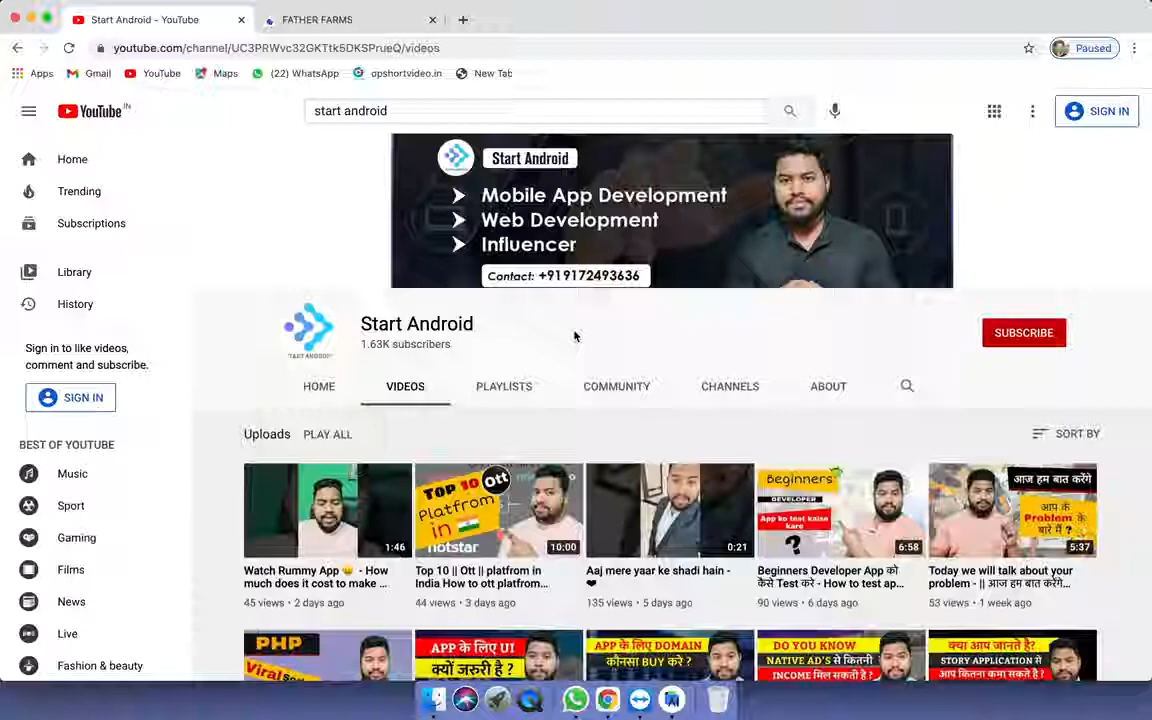 Start Android - YouTube
FATHER FARMS
youtube.com/channel/UC3PRWvc32GKTtk5DKSPrueQ/videos
Paused
Apps
Gmail
YouTube
Maps
(22) WhatsApp
opshortvideo.in
New Tab
YouTube IN
start android
SIGN IN
Home
Trending
Subscriptions
Library
History
Sign in to like videos,
comment and subscribe.
SIGN IN
BEST OF YOUTUBE
Music
Sport
Gaming
Films
News
Live
Fashion & beauty
Start Android
Mobile App Development
Web Development
Influencer
Contact: +919172493636
Start Android
1.63K subscribers
SUBSCRIBE
HOME
VIDEOS
PLAYLISTS
COMMUNITY
CHANNELS
ABOUT
Uploads
PLAY ALL
SORT BY
1:46
TOP 10 Ott
Platfrom
in
hotstar
10:00
0:21
Beginners
DEVELOPER
App ko test kaise
kare
?
6:58
आज हम बात करेंगे
आप के
Problem के
बारे में ?
5:37
Watch Rummy App - How
much does it cost to make ...
45 views • 2 days ago
Top 10 || Ott || platfrom in
India How to ott platfrom...
44 views • 3 days ago
Aaj mere yaar ke shadi hain -
135 views • 5 days ago
Beginners Developer App को
कैसे Test करे - How to test ap...
90 views • 6 days ago
Today we will talk about your
problem - || आज हम बात करेंगे...
53 views • 1 week ago
PHP
APP के लिए UI
क्यों जरुरी है ?
APP के लिए DOMAIN
कौनसा BUY करे ?
DO YOU KNOW
NATIVE AD'S से कितनी
INCOME मिल सकती है ?
क्या आप जानते है?
STORY APPLICATION से
आप कितना कमा सकते है ?